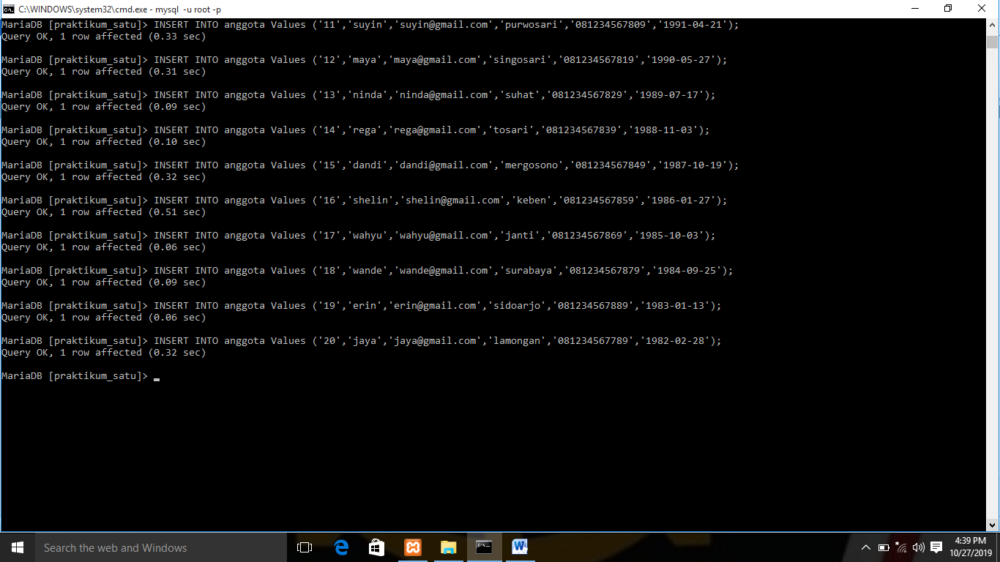 C:\WINDOWS\system32\cmd.exe - mysql  -u root -p
MariaDB [praktikum_satu]> INSERT INTO anggota Values ('11','suyin','suyin@gmail.com','purwosari','081234567809','1991-04-21');
Query OK, 1 row affected (0.33 sec)
MariaDB [praktikum_satu]> INSERT INTO anggota Values ('12','maya','maya@gmail.com','singosari','081234567819','1990-05-27');
Query OK, 1 row affected (0.31 sec)
MariaDB [praktikum_satu]> INSERT INTO anggota Values ('13','ninda','ninda@gmail.com','suhat','081234567829','1989-07-17');
Query OK, 1 row affected (0.09 sec)
MariaDB [praktikum_satu]> INSERT INTO anggota Values ('14','rega','rega@gmail.com','tosari','081234567839','1988-11-03');
Query OK, 1 row affected (0.10 sec)
MariaDB [praktikum_satu]> INSERT INTO anggota Values ('15','dandi','dandi@gmail.com','mergosono','081234567849','1987-10-19');
Query OK, 1 row affected (0.32 sec)
MariaDB [praktikum_satu]> INSERT INTO anggota Values ('16','shelin','shelin@gmail.com','keben','081234567859','1986-01-27');
Query OK, 1 row affected (0.51 sec)
MariaDB [praktikum_satu]> INSERT INTO anggota Values ('17','wahyu','wahyu@gmail.com','janti','081234567869','1985-10-03');
Query OK, 1 row affected (0.06 sec)
MariaDB [praktikum_satu]> INSERT INTO anggota Values ('18','wande','wande@gmail.com','surabaya','081234567879','1984-09-25');
Query OK, 1 row affected (0.09 sec)
MariaDB [praktikum_satu]> INSERT INTO anggota Values ('19','erin','erin@gmail.com','sidoarjo','081234567889','1983-01-13');
Query OK, 1 row affected (0.06 sec)
MariaDB [praktikum_satu]> INSERT INTO anggota Values ('20','jaya','jaya@gmail.com','lamongan','081234567789','1982-02-28');
Query OK, 1 row affected (0.32 sec)
MariaDB [praktikum_satu]> _
Search the web and Windows
4:39 PM
10/27/2019